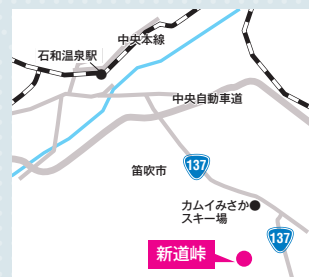 中央本線
石和温泉駅
中央自動車道
137
笛吹市
カムイみさか
スキー場
137
新道峠